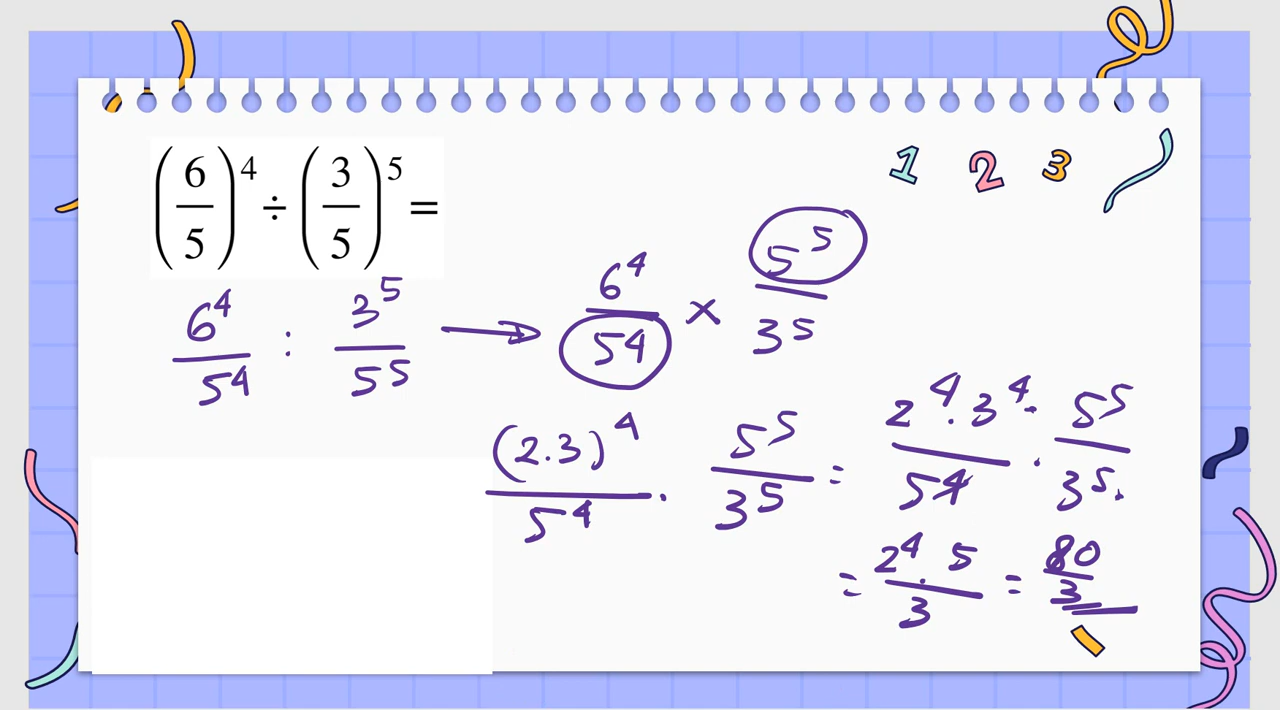 1 2 3
(6/5)^4 ÷ (3/5)^5 =
6^4/5^4 : 3^5/5^5 → 6^4/5^4 × 5^5/3^5
(2.3)^4/5^4 . 5^5/3^5 = 2^4.3^4./5^4 . 5^5/3^5.
= 2^4.5/3 = 80/3